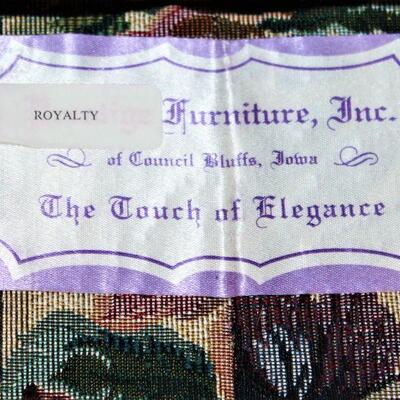 ROYALTY
Furniture, Inc.
of Council Bluffs, Iowa
The Touch of Elegance